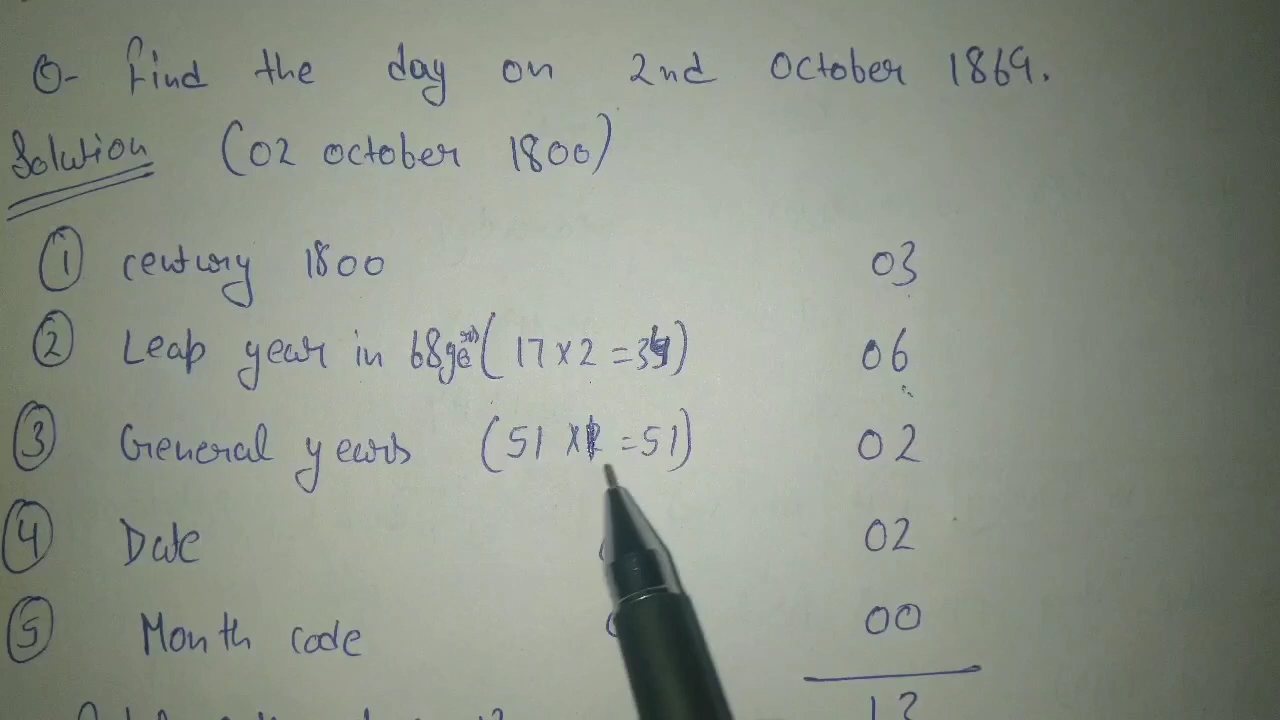 Q- Find the day on 2nd October 1869.
Solution (02 october 1800)
① century 1800 03
② Leap year in 68 (17 × 2 = 34) 06
③ General years (51 × 1 = 51) 02
④ Date 02
⑤ Month code 00
13